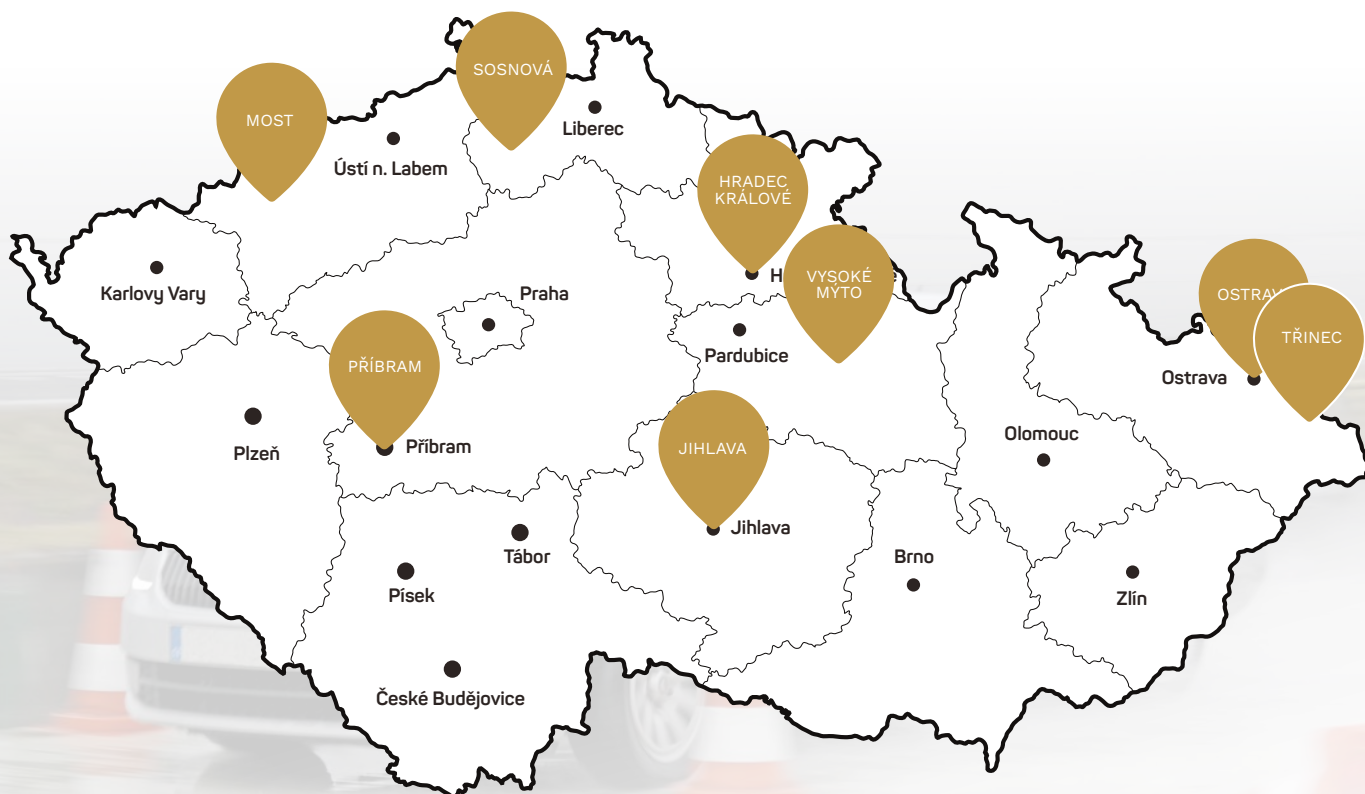 SOSNOVÁ
MOST
Liberec
Ústí n. Labem
HRADEC
KRÁLOVÉ
Karlovy Vary
VYSOKÉ
MÝTO
Praha
Pardubice
TŘINEC
PŘÍBRAM
Ostrava
Plzeň
Příbram
JIHLAVA
Olomouc
Jihlava
Tábor
Brno
Písek
Zlín
České Budějovice